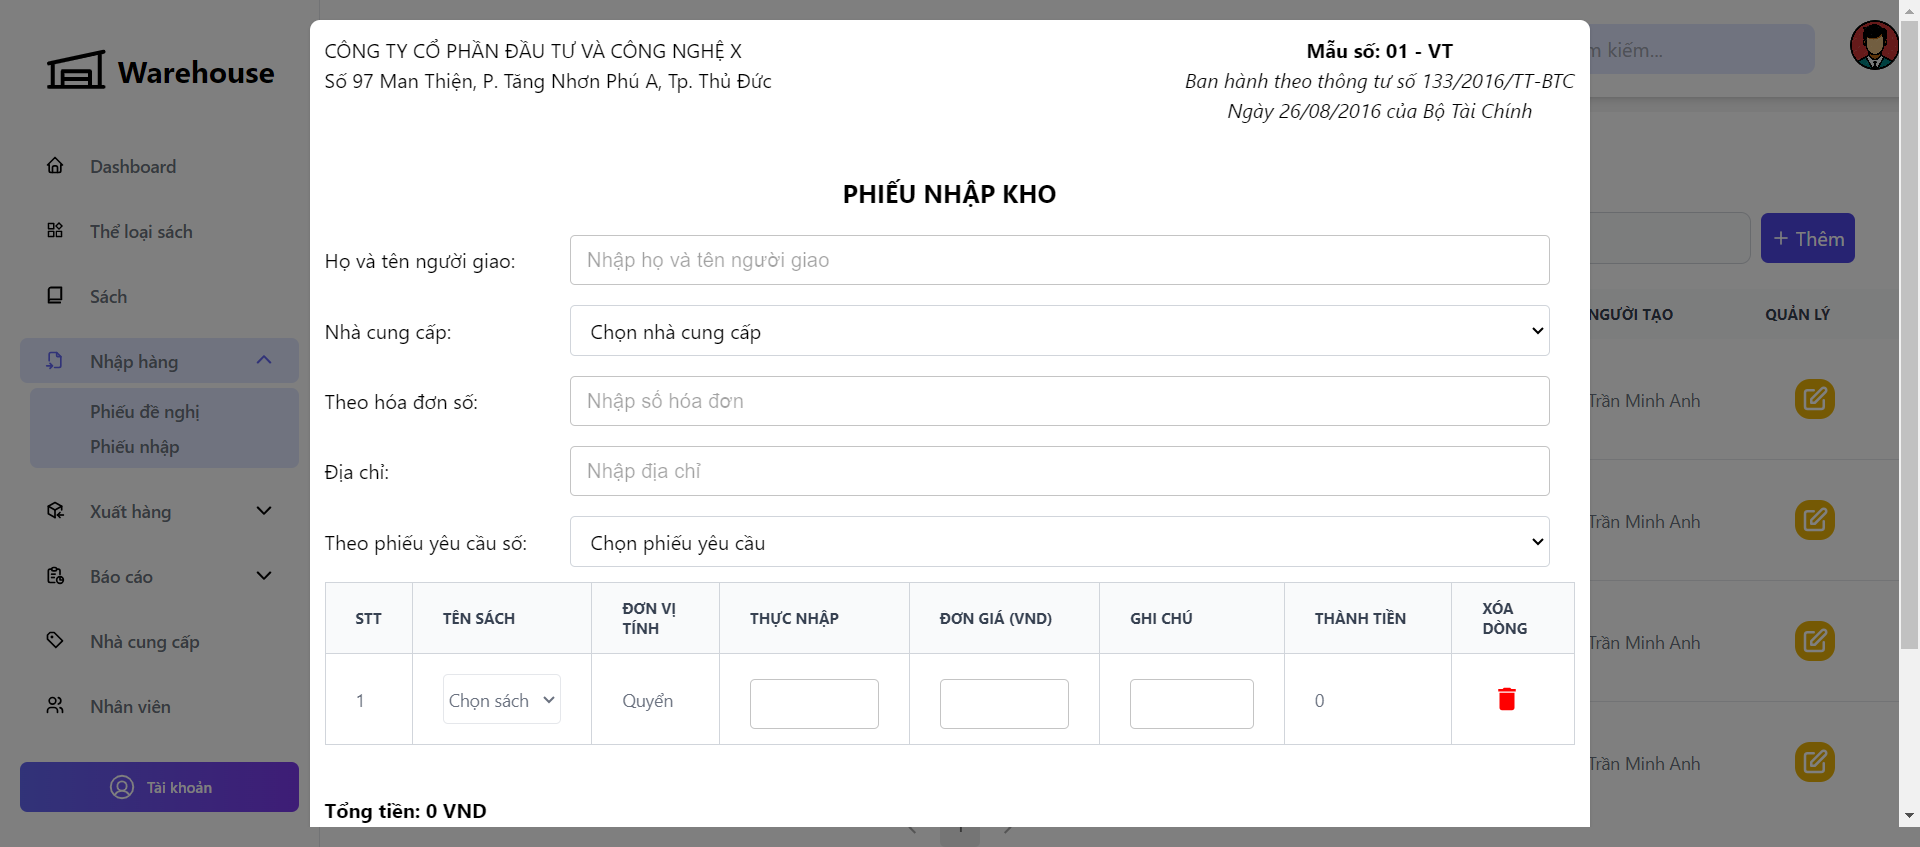 Warehouse
Dashboard
Thể loại sách
Sách
Nhập hàng
Phiếu đề nghị
Phiếu nhập
Xuất hàng
Báo cáo
Nhà cung cấp
Nhân viên
Tài khoản
CÔNG TY CỔ PHẦN ĐẦU TƯ VÀ CÔNG NGHỆ X
Số 97 Man Thiện, P. Tăng Nhơn Phú A, Tp. Thủ Đức
Mẫu số: 01 - VT
Ban hành theo thông tư số 133/2016/TT-BTC
Ngày 26/08/2016 của Bộ Tài Chính
PHIẾU NHẬP KHO
Họ và tên người giao:
Nhập họ và tên người giao
Nhà cung cấp:
Chọn nhà cung cấp
Theo hóa đơn số:
Nhập số hóa đơn
Địa chỉ:
Nhập địa chỉ
Theo phiếu yêu cầu số:
Chọn phiếu yêu cầu
STT TÊN SÁCH ĐƠN VỊ TÍNH THỰC NHẬP ĐƠN GIÁ (VND) GHI CHÚ THÀNH TIỀN XÓA DÒNG
1 Chọn sách Quyển 0
Tổng tiền: 0 VND
kiếm...
+ Thêm
TẠO QUẢN LÝ
Trần Minh Anh
Trần Minh Anh
Trần Minh Anh
Trần Minh Anh